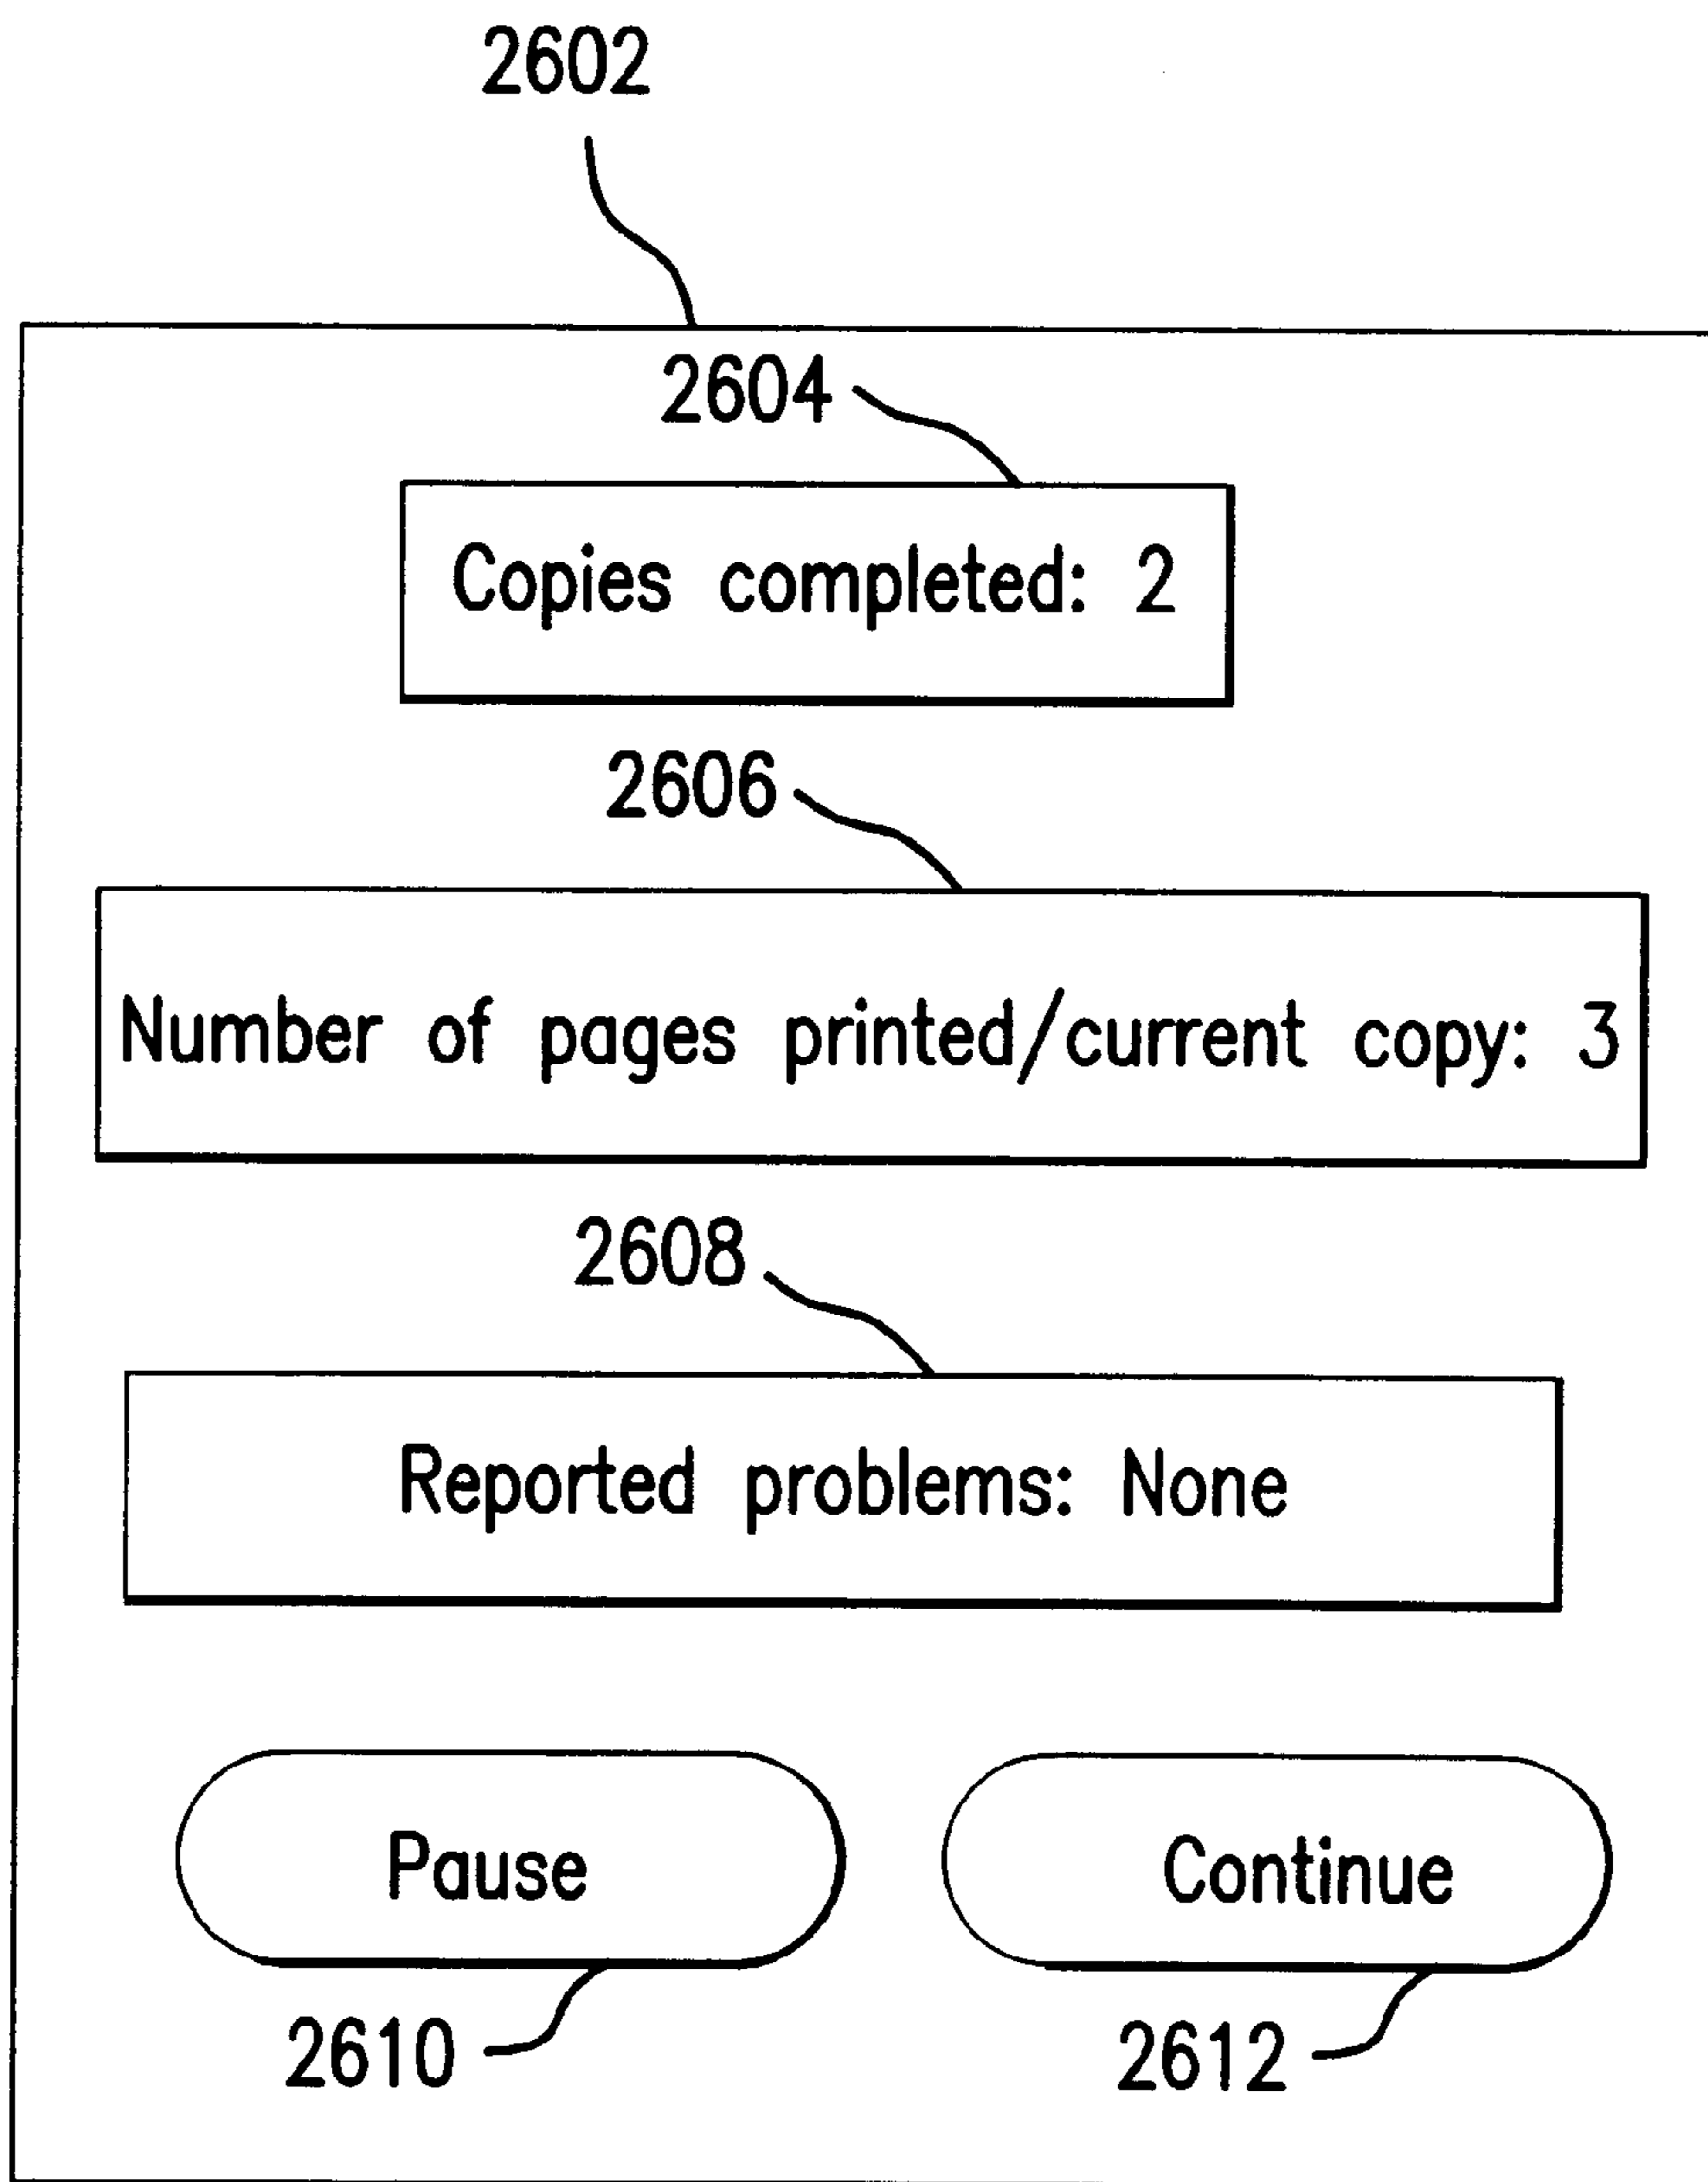 2602
2604
Copies completed: 2
2606
Number of pages printed/current copy: 3
2608
Reported problems: None
Pause Continue
2610 2612